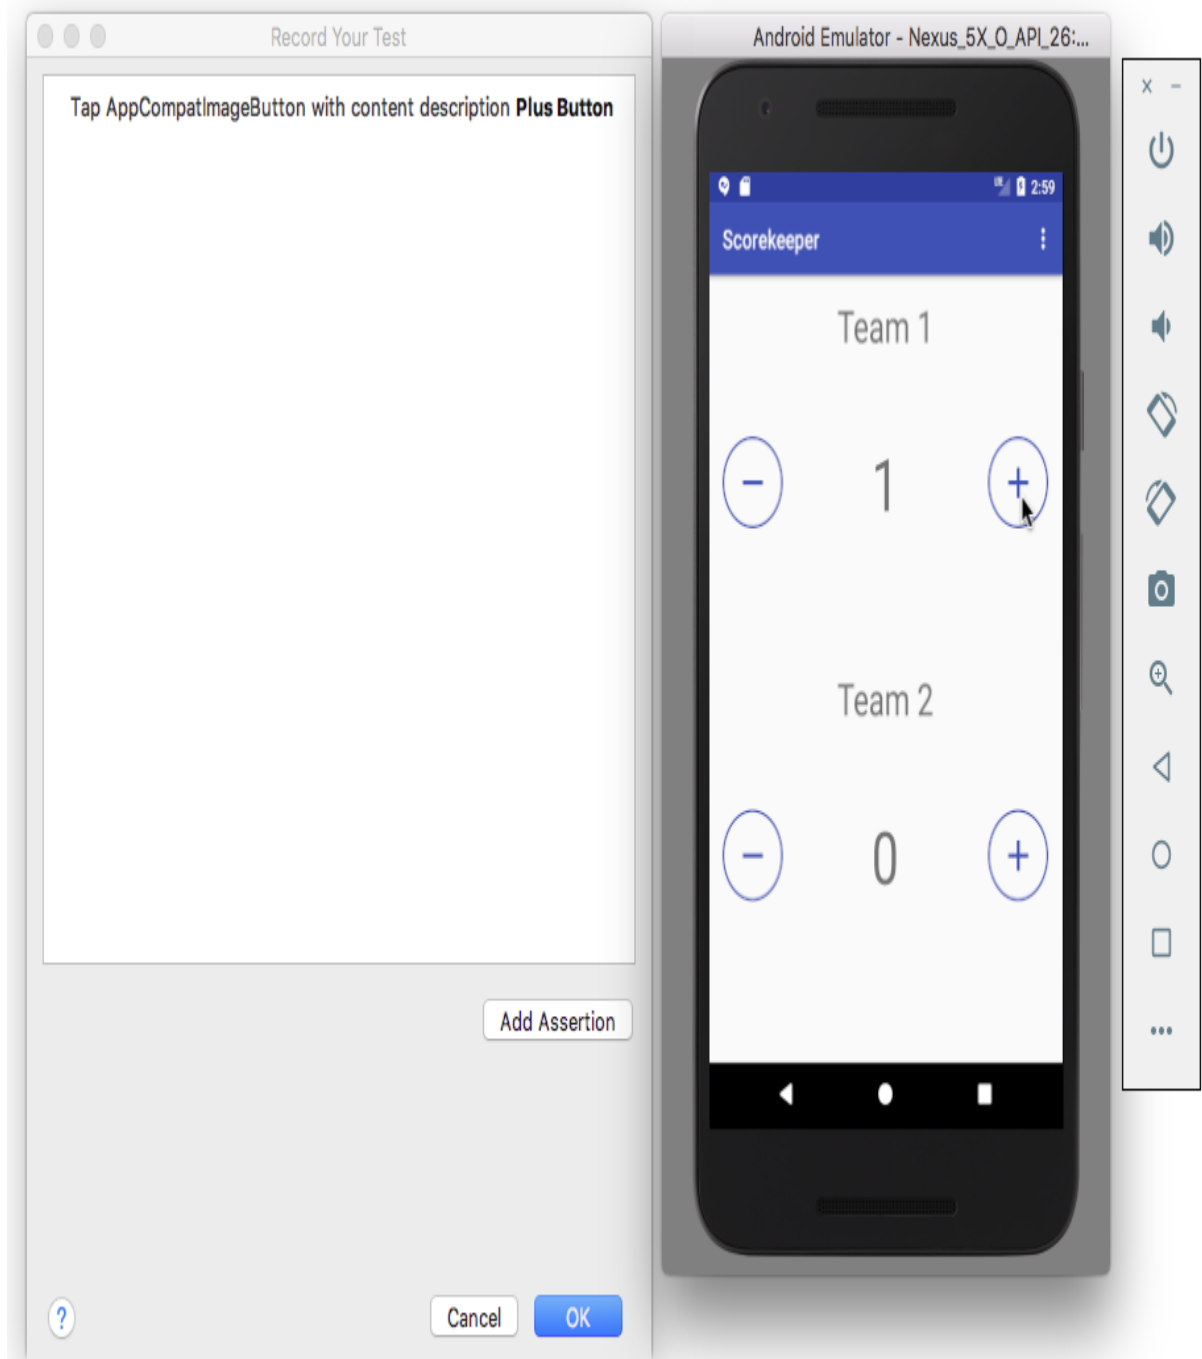 Record Your Test
Tap AppCompatImageButton with content description Plus Button
Add Assertion
?
Cancel
OK
Android Emulator - Nexus_5X_O_API_26:...
2:59
Scorekeeper
Team 1
1
Team 2
0